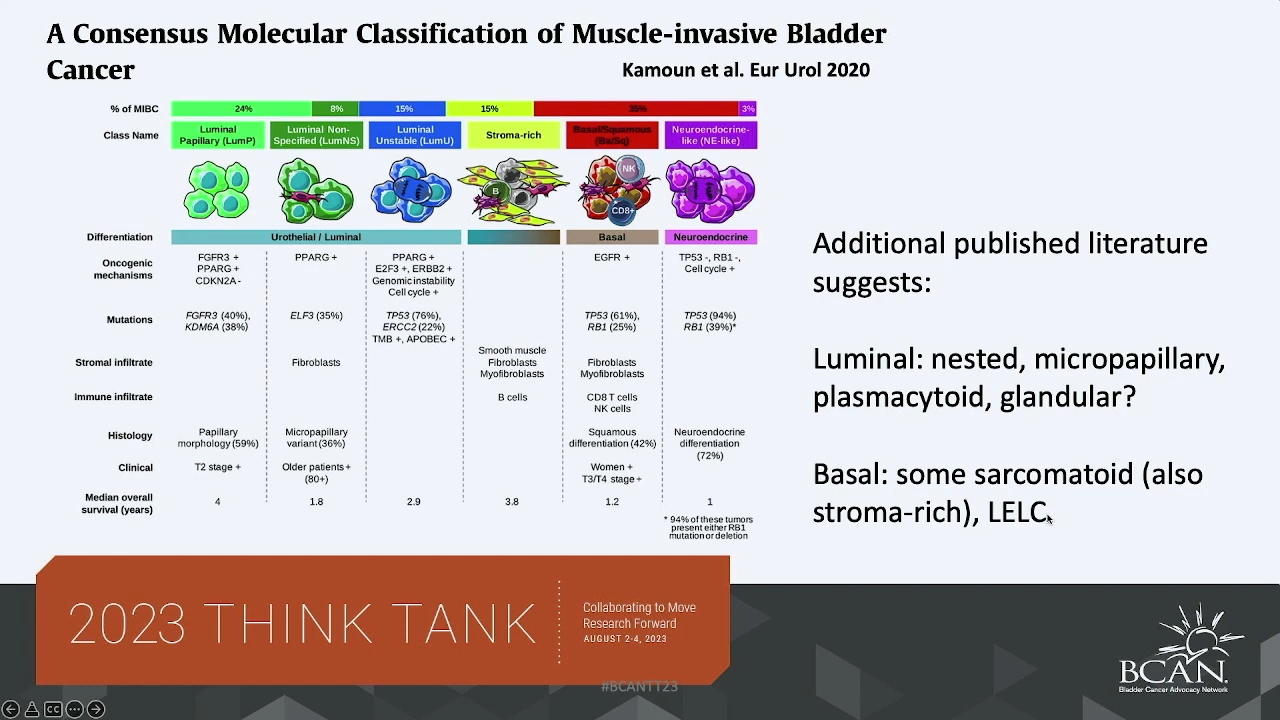 A Consensus Molecular Classification of Muscle-invasive Bladder
Cancer
Kamoun et al. Eur Urol 2020
% of MIBC 24% 8% 15% 15% 35% 3%
Class Name
Luminal Papillary (LumP)
Luminal Non-Specified (LumNS)
Luminal Unstable (LumU)
Stroma-rich
Basal/Squamous (Ba/Sq)
Neuroendocrine-like (NE-like)
B
NK
CD8+
Differentiation
Urothelial / Luminal
Basal
Neuroendocrine
Oncogenic
mechanisms
FGFR3 +
PPARG +
CDKN2A -
PPARG +
PPARG +
E2F3 +, ERBB2 +
Genomic instability
Cell cycle +
EGFR +
TP53 -, RB1 -,
Cell cycle +
Mutations
FGFR3 (40%),
KDM6A (38%)
ELF3 (35%)
TP53 (76%),
ERCC2 (22%)
TMB +, APOBEC +
TP53 (61%),
RB1 (25%)
TP53 (94%)
RB1 (39%)*
Stromal infiltrate
Fibroblasts
Smooth muscle
Fibroblasts
Myofibroblasts
Fibroblasts
Myofibroblasts
Immune infiltrate
B cells
CD8 T cells
NK cells
Histology
Papillary
morphology (59%)
Micropapillary
variant (36%)
Squamous
differentiation (42%)
Neuroendocrine
differentiation
(72%)
Clinical
T2 stage +
Older patients +
(80+)
Women +
T3/T4 stage +
Median overall
survival (years)
4 1.8 2.9 3.8 1.2 1
* 94% of these tumors
present either RB1
mutation or deletion
Additional published literature
suggests:
Luminal: nested, micropapillary,
plasmacytoid, glandular?
Basal: some sarcomatoid (also
stroma-rich), LELC
2023 THINK TANK
Collaborating to Move
Research Forward
AUGUST 2-4, 2023
#BCANTT23
BCAN
Bladder Cancer Advocacy Network
CC